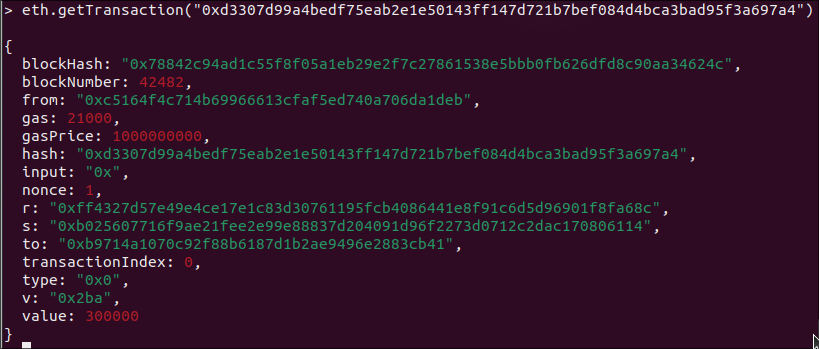 > eth.getTransaction("0xd3307d99a4bedf75eab2e1e50143ff147d721b7bef084d4bca3bad95f3a697a4")
{
blockHash: "0x78842c94ad1c55f8f05a1eb29e2f7c27861538e5bbb0fb626dfd8c90aa34624c",
blockNumber: 42482,
from: "0xc5164f4c714b69966613cfaf5ed740a706da1deb",
gas: 21000,
gasPrice: 1000000000,
hash: "0xd3307d99a4bedf75eab2e1e50143ff147d721b7bef084d4bca3bad95f3a697a4",
input: "0x",
nonce: 1,
r: "0xff4327d57e49e4ce17e1c83d30761195fcb4086441e8f91c6d5d96901f8fa68c",
s: "0xb025607716f9ae21fee2e99e88837d204091d96f2273d0712c2dac170806114",
to: "0xb9714a1070c92f88b6187d1b2ae9496e2883cb41",
transactionIndex: 0,
type: "0x0",
v: "0x2ba",
value: 300000
}